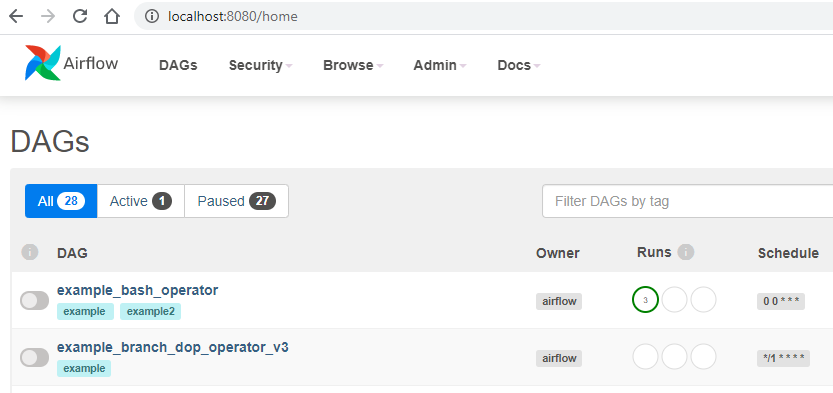 localhost:8080/home
Airflow DAGs Security Browse Admin Docs
DAGs
All 28 Active 1 Paused 27 Filter DAGs by tag
i DAG Owner Runs i Schedule
example_bash_operator
airflow 3 0 0 * * *
example example2
example_branch_dop_operator_v3
airflow */1 * * * *
example